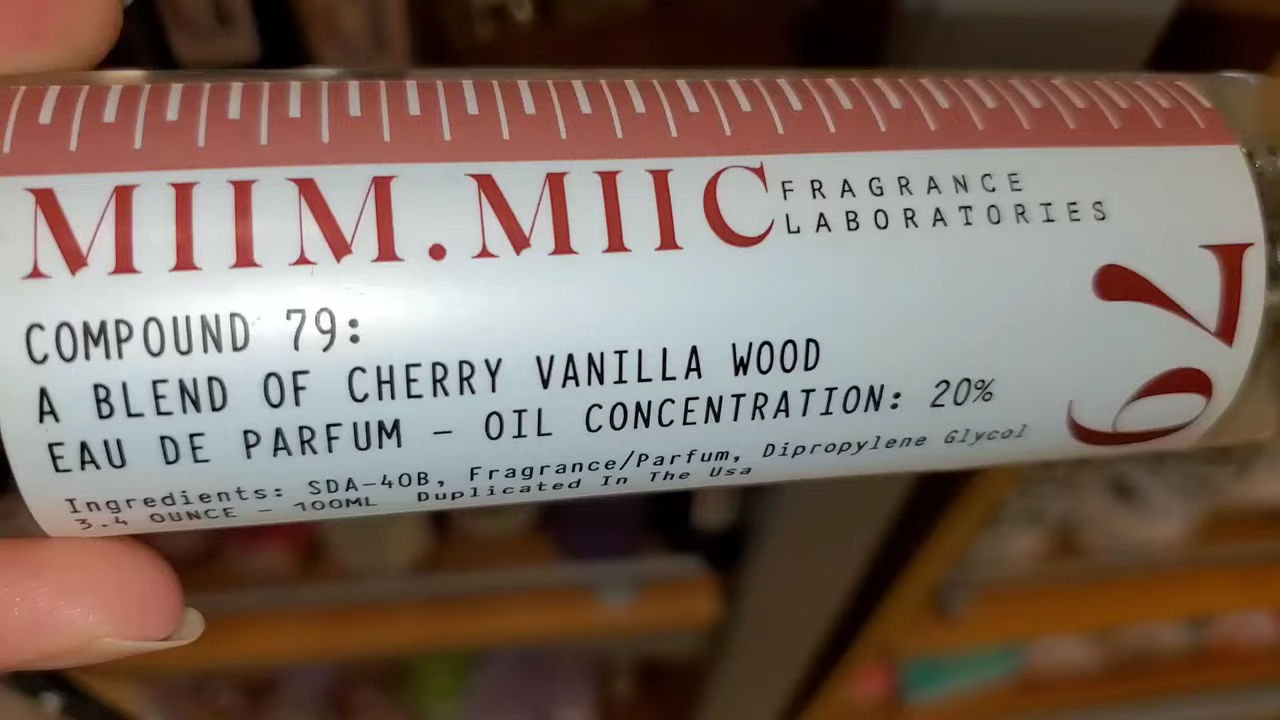 MIIM.MIIC FRAGRANCE
LABORATORIES
COMPOUND 79:
A BLEND OF CHERRY VANILLA WOOD
EAU DE PARFUM – OIL CONCENTRATION: 20%
Ingredients: SDA-40B, Fragrance/Parfum, Dipropylene Glycol
3.4 OUNCE – 100ML Duplicated In The Usa
79